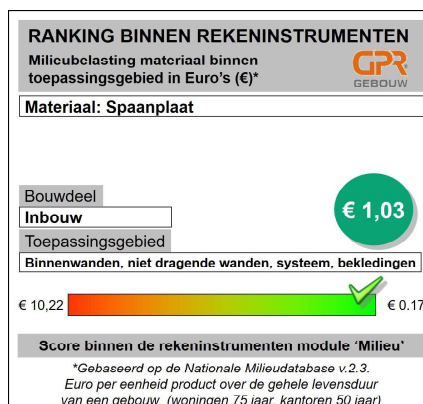 RANKING BINNEN REKENINSTRUMENTEN
Milieubelasting materiaal binnen
toepassingsgebied in Euro's (€)*
GPR
GEBOUW
Materiaal: Spaanplaat
Bouwdeel
€ 1,03
Inbouw
Toepassingsgebied
Binnenwanden, niet dragende wanden, systeem, bekledingen
€ 10,22
€ 0.17
Score binnen de rekeninstrumenten module 'Milieu'
*Gebaseerd op de Nationale Milieudatabase v.2.3.
Euro per eenheid product over de gehele levensduur
van een gebouw (woningen 75 jaar, kantoren 50 jaar)